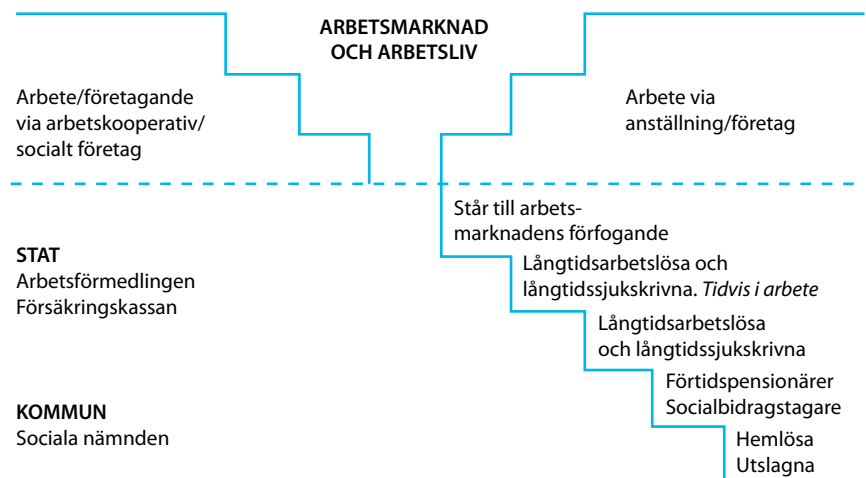 ARBETSMARKNAD
OCH ARBETSLIV
Arbete/företagande
via arbetskooperativ/
socialt företag
Arbete via
anställning/företag
Står till arbets-
marknadens förfogande
STAT
Arbetsförmedlingen
Försäkringskassan
Långtidsarbetslösa och
långtidssjukskrivna. Tidvis i arbete
Långtidsarbetslösa
och långtidssjukskrivna
Förtidspensionärer
Socialbidragstagare
KOMMUN
Sociala nämnden
Hemlösa
Utslagna